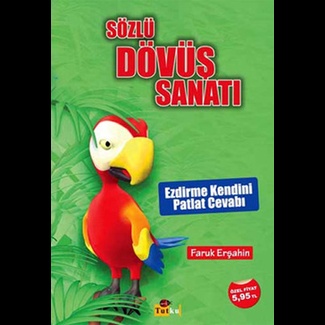 SÖZLÜ
DÖVÜŞ
SANATI
Ezdirme Kendini
Patlat Cevabı
Faruk Erşahin
ÖZEL FİYAT
5,95 TL
Tutku